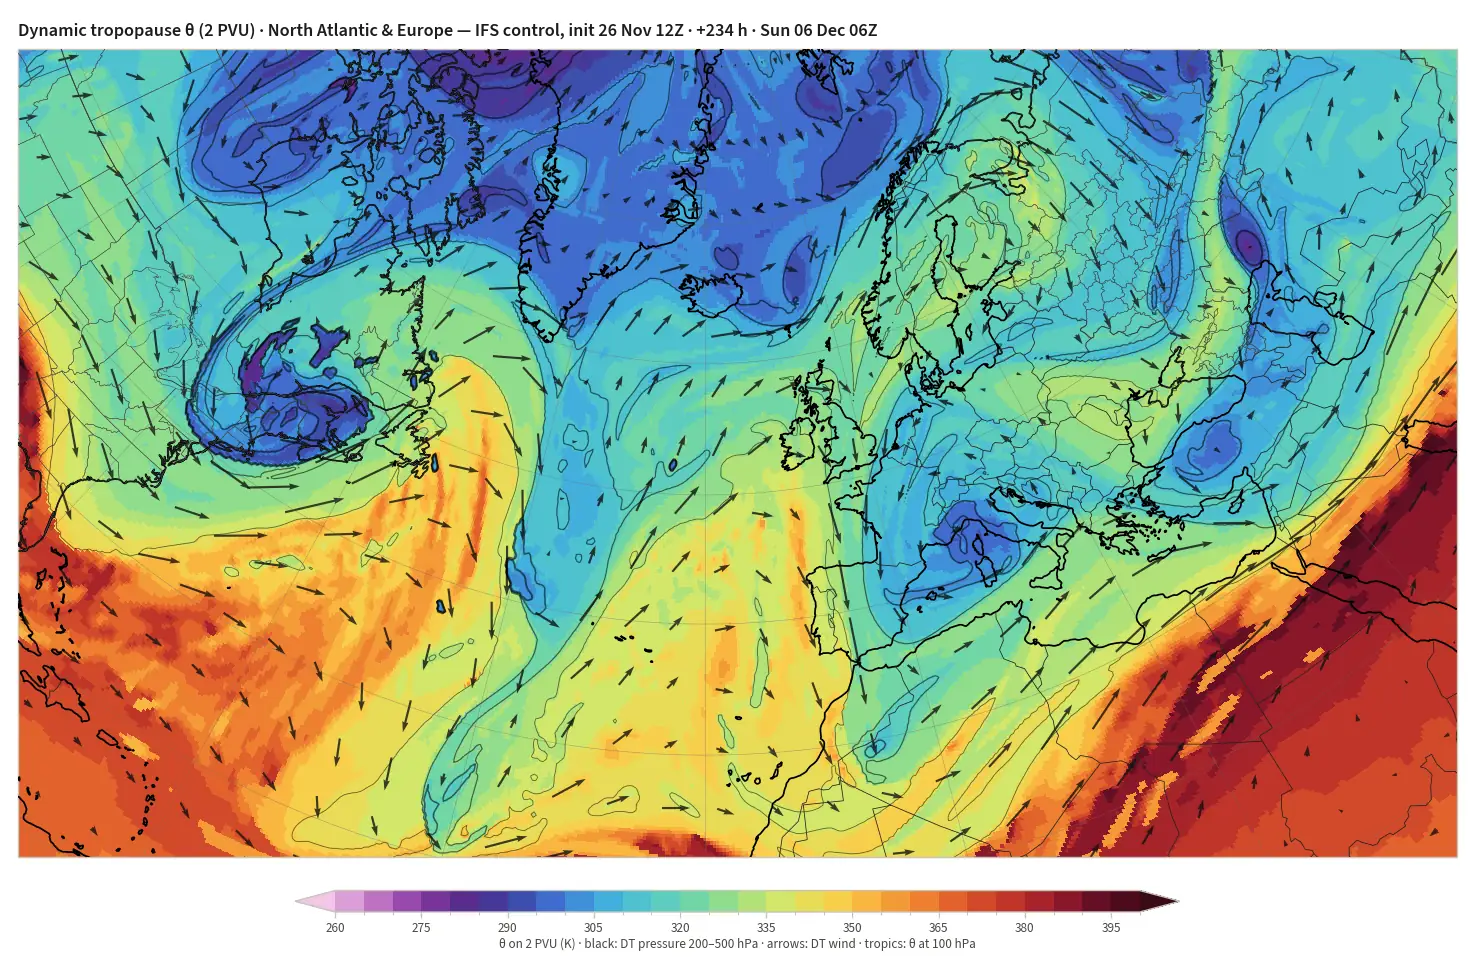 Dynamic tropopause θ (2 PVU) · North Atlantic & Europe — IFS control, init 26 Nov 12Z · +234 h · Sun 06 Dec 06Z
260 275 290 305 320 335 350 365 380 395
θ on 2 PVU (K) · black: DT pressure 200–500 hPa · arrows: DT wind · tropics: θ at 100 hPa